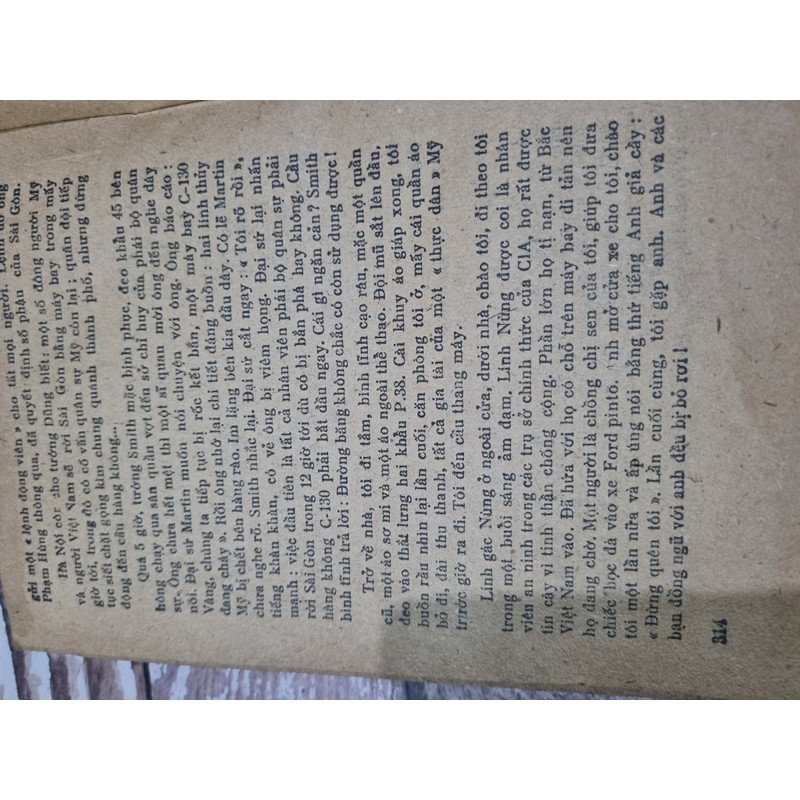 gửi một « lệnh động viên » cho tất mọi người. Lệnh do ông
Phạm Hùng thông qua, đã quyết định số phận của Sài Gòn.
Hà Nội còn cho tướng Dũng biết: một số đông người Mỹ
và người Việt Nam sẽ rời Sài Gòn bằng máy bay trong mấy
giờ tới, trong đó có cố vấn quân sự Mỹ còn lại; quân đội tiếp
tục siết chặt gọng kìm chung quanh thành phố, nhưng đừng
động đến cầu hàng không...
Quá 5 giờ, tướng Smith mặc binh phục, đeo khẩu 45 bên
hông chạy qua sân quần vợt đến sở chỉ huy của phái bộ quân
sự. Ông chưa hết mệt thì một sĩ quan mời ông đến nghe dây
nói. Đại sứ Martin muốn nói chuyện với ông. Ông báo cáo :
Vâng, chúng ta tiếp tục bị rốc kết bắn, một máy bay C-130
đang cháy ». Rồi ông nhớ lại chi tiết đáng buồn : hai lính thủy
Mỹ bị chết bên hàng rào. Im lặng bên kia đầu dây. Có lẽ Martin
chưa nghe rõ. Smith nhắc lại. Đại sứ cắt ngay : « Tôi rõ rồi »,
tiếng khàn khàn, có vẻ ông bị viêm họng. Đại sứ lại nhấn
mạnh : việc đầu tiên là tất cả nhân viên phái bộ quân sự phải
rời Sài Gòn trong 12 giờ tới dù có bị bắn phá hay không. Cầu
hàng không C-130 phải bắt đầu ngay. Cái gì ngăn cản? Smith
bình tĩnh trả lời : Đường băng không chắc có còn sử dụng được !
Trở về nhà, tôi đi tắm, bình tĩnh cạo râu, mặc một quần
cũ, một áo sơ mi và một áo ngoài thể thao. Đội mũ sắt lên đầu,
đeo vào thắt lưng hai khẩu P.38. Cài khuy áo giáp xong, tôi
buồn rầu nhìn lại lần cuối, căn phòng tôi ở, mấy cái quần áo
bỏ đi, đài thu thanh, tất cả gia tài của một « thực dân » Mỹ
trước giờ ra đi. Tôi đến cầu thang máy.
Lính gác Nùng ở ngoài cửa, dưới nhà, chào tôi, đi theo tôi
trong một buổi sáng ảm đạm. Lính Nùng được coi là nhân
viên an ninh trong các trụ sở chính thức của CIA, họ rất được
tin cậy vì tinh thần chống cộng. Phần lớn họ tị nạn, từ Bắc
Việt Nam vào. Đã hứa với họ có chỗ trên máy bay di tản nên
họ đang chờ. Một người là chồng chị sen của tôi, giúp tôi đưa
chiếc bọc đá vào xe Ford pinto. Anh mở cửa xe cho tôi, chào
tôi một lần nữa và ấp úng nói bằng thứ tiếng Anh giả cầy :
« Đừng quên tôi ». Lần cuối cùng, tôi gặp anh. Anh và các
bạn đồng ngũ với anh đều bị bỏ rơi !
314